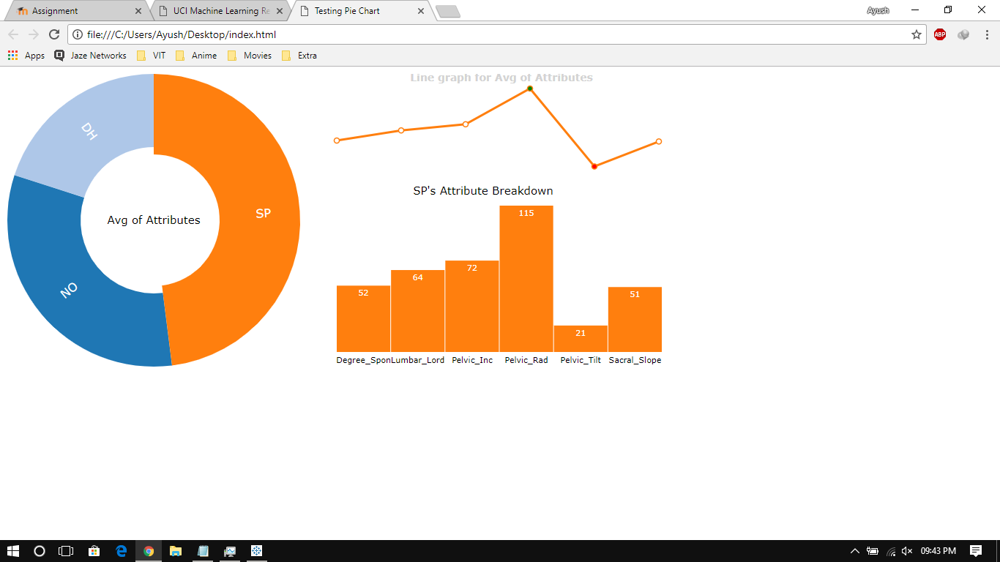 Assignment
UCI Machine Learning Re
Testing Pie Chart
Ayush
file:///C:/Users/Ayush/Desktop/index.html
ABP
Apps
Jaze Networks
VIT
Anime
Movies
Extra
Line graph for Avg of Attributes
DH
SP
NO
Avg of Attributes
SP's Attribute Breakdown
115
72
64
52
51
21
Degree_Spon Lumbar_Lord Pelvic_Inc Pelvic_Rad Pelvic_Tilt Sacral_Slope
09:43 PM